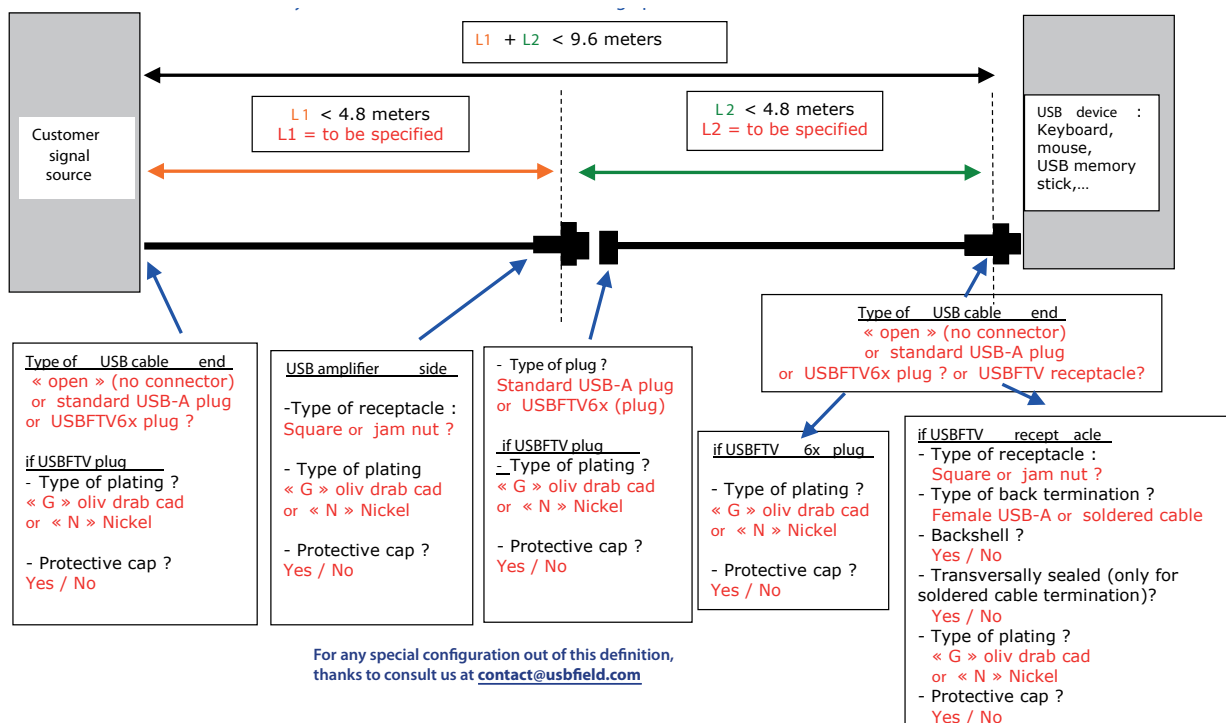 L1 + L2 < 9.6 meters
Customer
signal
source
L1 < 4.8 meters
L1 = to be specified
L2 < 4.8 meters
L2 = to be specified
USB device :
Keyboard,
mouse,
USB memory
stick,...
Type of USB cable end
« open » (no connector)
or standard USB-A plug
or USBFTV6x plug ?
if USBFTV plug
- Type of plating ?
« G » oliv drab cad
or « N » Nickel
- Protective cap ?
Yes / No
USB amplifier side
-Type of receptacle :
Square or jam nut ?
- Type of plating
« G » oliv drab cad
or « N » Nickel
- Protective cap ?
Yes / No
- Type of plug ?
Standard USB-A plug
or USBFTV6x (plug)
if USBFTV plug
- Type of plating ?
« G » oliv drab cad
or « N » Nickel
- Protective cap ?
Yes / No
Type of USB cable end
« open » (no connector)
or standard USB-A plug
or USBFTV6x plug ? or USBFTV receptacle?
if USBFTV 6x plug
- Type of plating ?
« G » oliv drab cad
or « N » Nickel
- Protective cap ?
Yes / No
if USBFTV recept acle
- Type of receptacle :
Square or jam nut ?
- Type of back termination ?
Female USB-A or soldered cable
- Backshell ?
Yes / No
- Transversally sealed (only for
soldered cable termination)?
Yes / No
- Type of plating ?
« G » oliv drab cad
or « N » Nickel
- Protective cap ?
Yes / No
For any special configuration out of this definition,
thanks to consult us at contact@usbfield.com